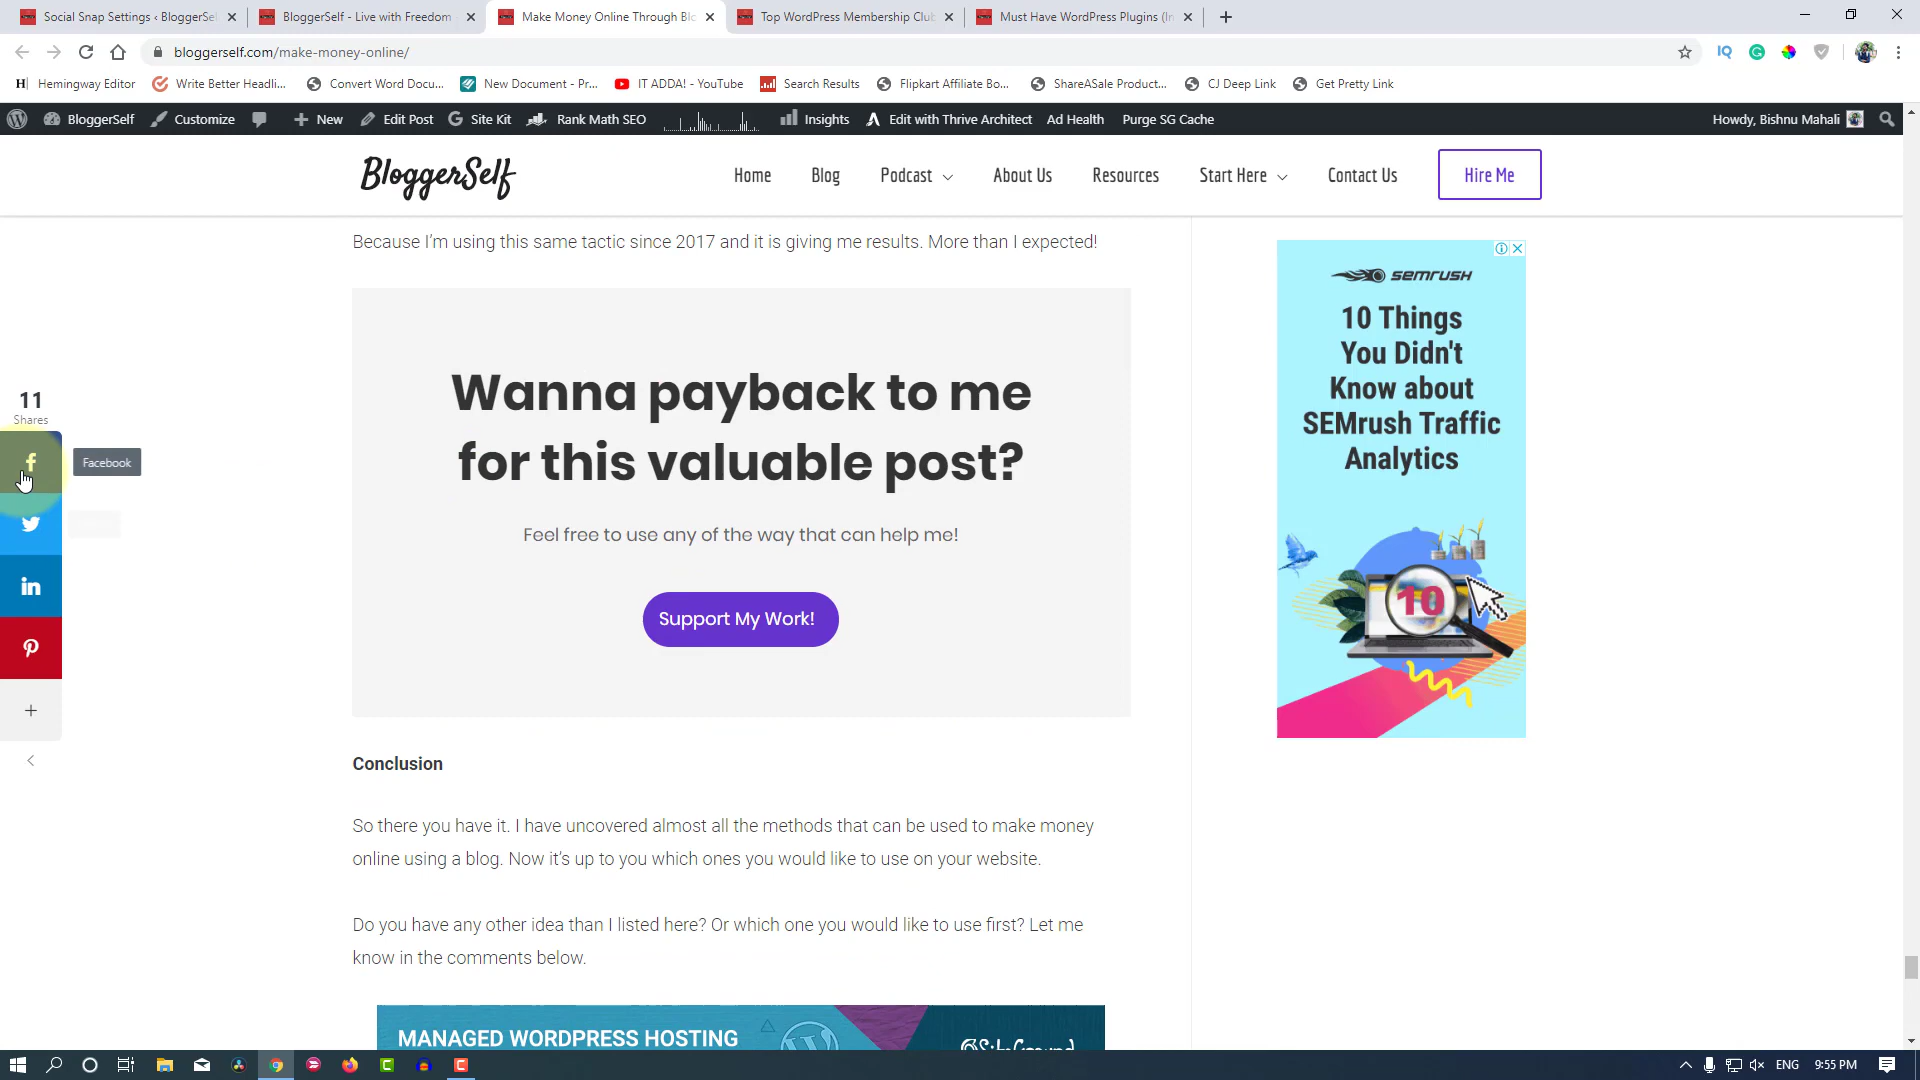 Social Snap Settings ‹ BloggerSel
BloggerSelf - Live with Freedom
Make Money Online Through Blo
Top WordPress Membership Club
Must Have WordPress Plugins (In
bloggerself.com/make-money-online/
Hemingway Editor
Write Better Headli...
Convert Word Docu...
New Document - Pr...
IT ADDA! - YouTube
Search Results
Flipkart Affiliate Bo...
ShareASale Product...
CJ Deep Link
Get Pretty Link
BloggerSelf
Customize
New
Edit Post
Site Kit
Rank Math SEO
Insights
Edit with Thrive Architect
Ad Health
Purge SG Cache
Howdy, Bishnu Mahali
BloggerSelf
Home
Blog
Podcast
About Us
Resources
Start Here
Contact Us
Hire Me
Because I'm using this same tactic since 2017 and it is giving me results. More than I expected!
Wanna payback to me
for this valuable post?
Feel free to use any of the way that can help me!
Support My Work!
11
Shares
Facebook
SEMRUSH
10 Things
You Didn't
Know about
SEMrush Traffic
Analytics
10
Conclusion
So there you have it. I have uncovered almost all the methods that can be used to make money
online using a blog. Now it's up to you which ones you would like to use on your website.
Do you have any other idea than I listed here? Or which one you would like to use first? Let me
know in the comments below.
MANAGED WORDPRESS HOSTING
SiteGround
ENG
9:55 PM